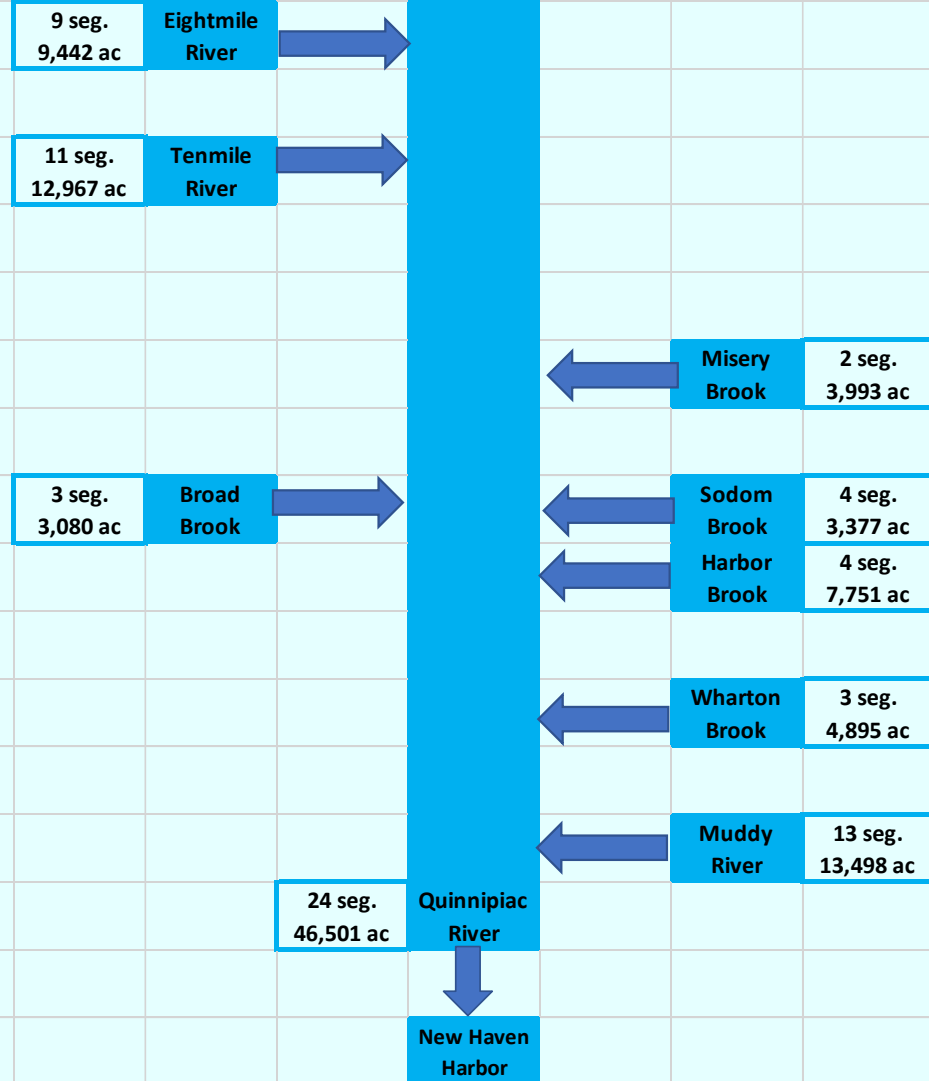 9 seg.
9,442 ac
Eightmile
River
11 seg.
12,967 ac
Tenmile
River
Misery
Brook
2 seg.
3,993 ac
3 seg.
3,080 ac
Broad
Brook
Sodom
Brook
4 seg.
3,377 ac
Harbor
Brook
4 seg.
7,751 ac
Wharton
Brook
3 seg.
4,895 ac
Muddy
River
13 seg.
13,498 ac
24 seg.
46,501 ac
Quinnipiac
River
New Haven
Harbor